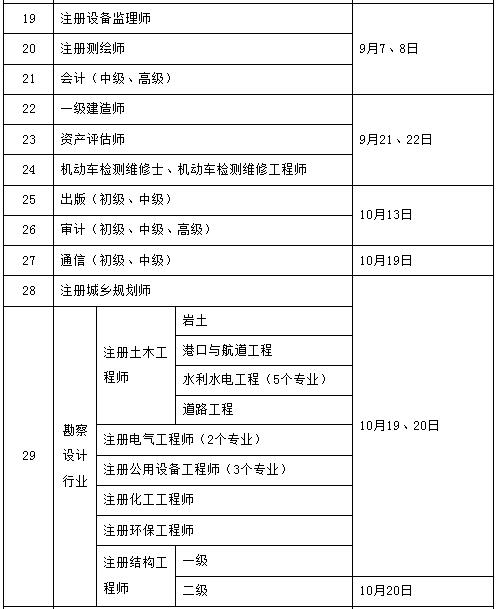 19 注册设备监理师
20 注册测绘师 9月7、8日
21 会计（中级、高级）
22 一级建造师
23 资产评估师 9月21、22日
24 机动车检测维修士、机动车检测维修工程师
25 出版（初级、中级）
10月13日
26 审计（初级、中级、高级）
27 通信（初级、中级） 10月19日
28 注册城乡规划师
29
勘察
设计
行业
注册土木工
程师
岩土
港口与航道工程
水利水电工程（5个专业）
道路工程
注册电气工程师（2个专业）
注册公用设备工程师（3个专业）
注册化工工程师
注册环保工程师
注册结构工
程师
一级
10月19、20日
二级 10月20日